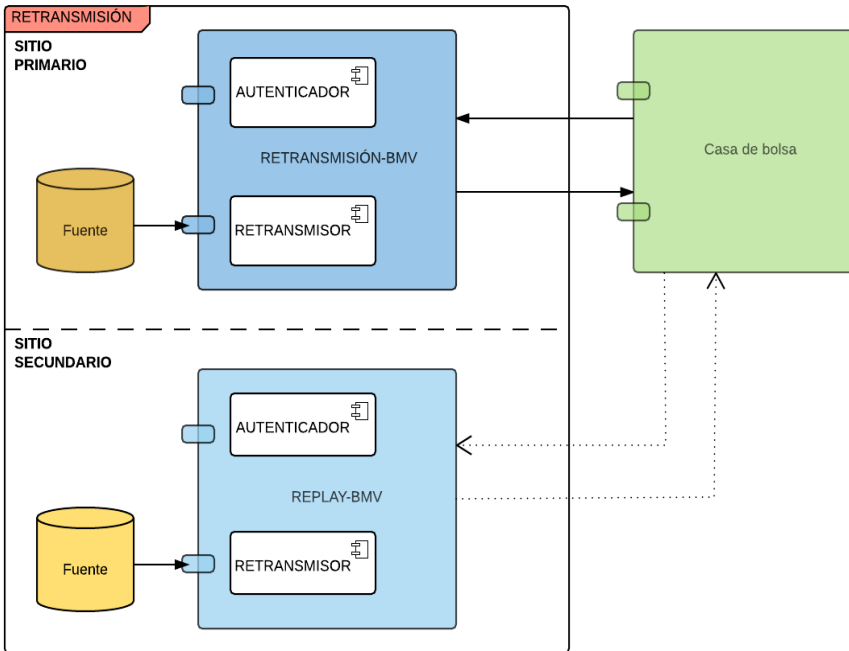 RETRANSMISIÓN
SITIO
PRIMARIO
AUTENTICADOR
RETRANSMISIÓN-BMV
Casa de bolsa
Fuente
RETRANSMISOR
SITIO
SECUNDARIO
AUTENTICADOR
REPLAY-BMV
Fuente
RETRANSMISOR